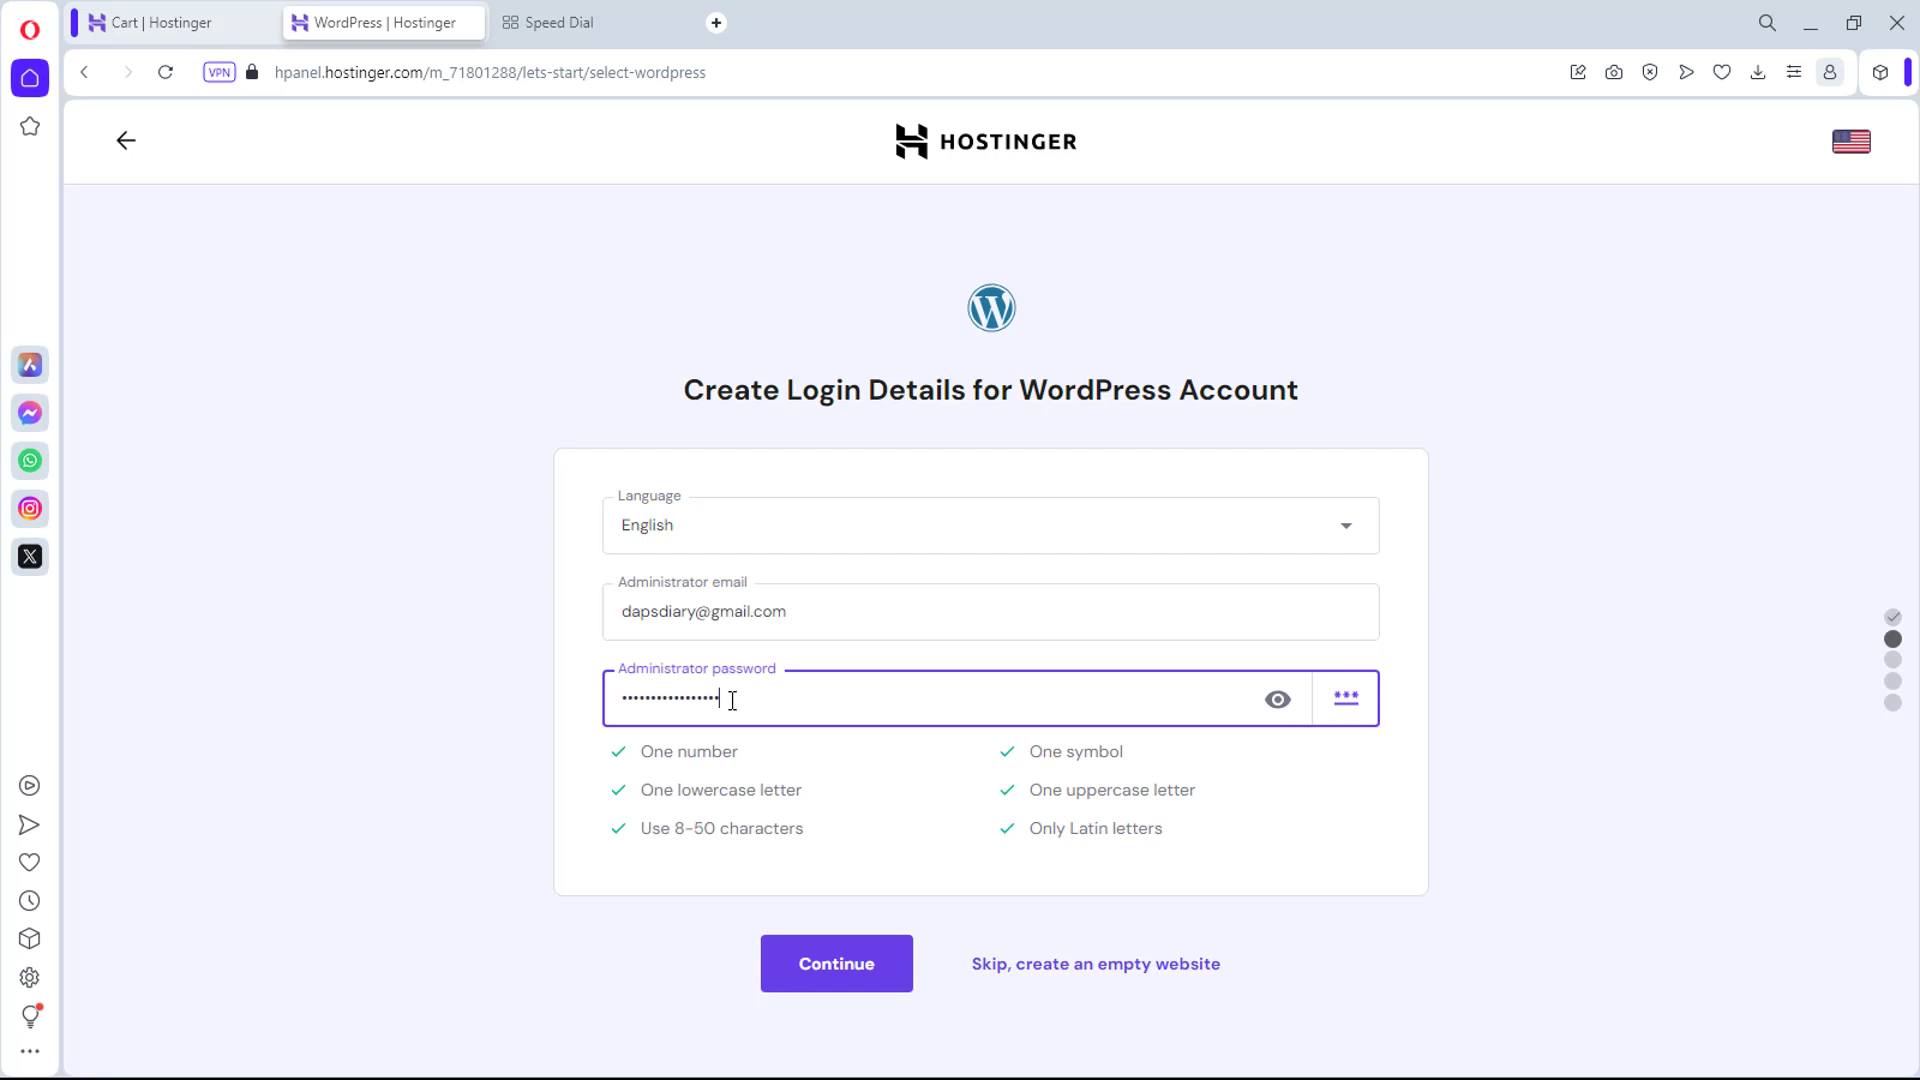 Cart | Hostinger
WordPress | Hostinger
Speed Dial
VPN
hpanel.hostinger.com/m_71801288/lets-start/select-wordpress
HOSTINGER
Create Login Details for WordPress Account
Language
English
Administrator email
dapsdiary@gmail.com
Administrator password
•••••••••••••••••
One number
One symbol
One lowercase letter
One uppercase letter
Use 8-50 characters
Only Latin letters
Continue
Skip, create an empty website